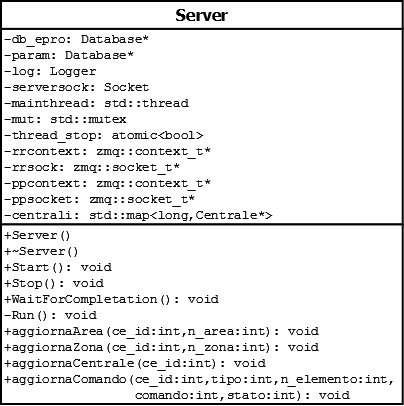 Server
-db_epro: Database*
-param: Database*
-log: Logger
-serversock: Socket
-mainthread: std::thread
-mut: std::mutex
-thread_stop: atomic<bool>
-rrcontext: zmq::context_t*
-rrsock: zmq::socket_t*
-ppcontext: zmq::context_t*
-ppsocket: zmq::socket_t*
-centrali: std::map<long,Centrale*>
+Server()
+~Server()
+Start(): void
+Stop(): void
+WaitForCompletation(): void
-Run(): void
+aggiornaArea(ce_id:int,n_area:int): void
+aggiornaZona(ce_id:int,n_zona:int): void
+aggiornaCentrale(ce_id:int): void
+aggiornaComando(ce_id:int,tipo:int,n_elemento:int,
comando:int,stato:int): void